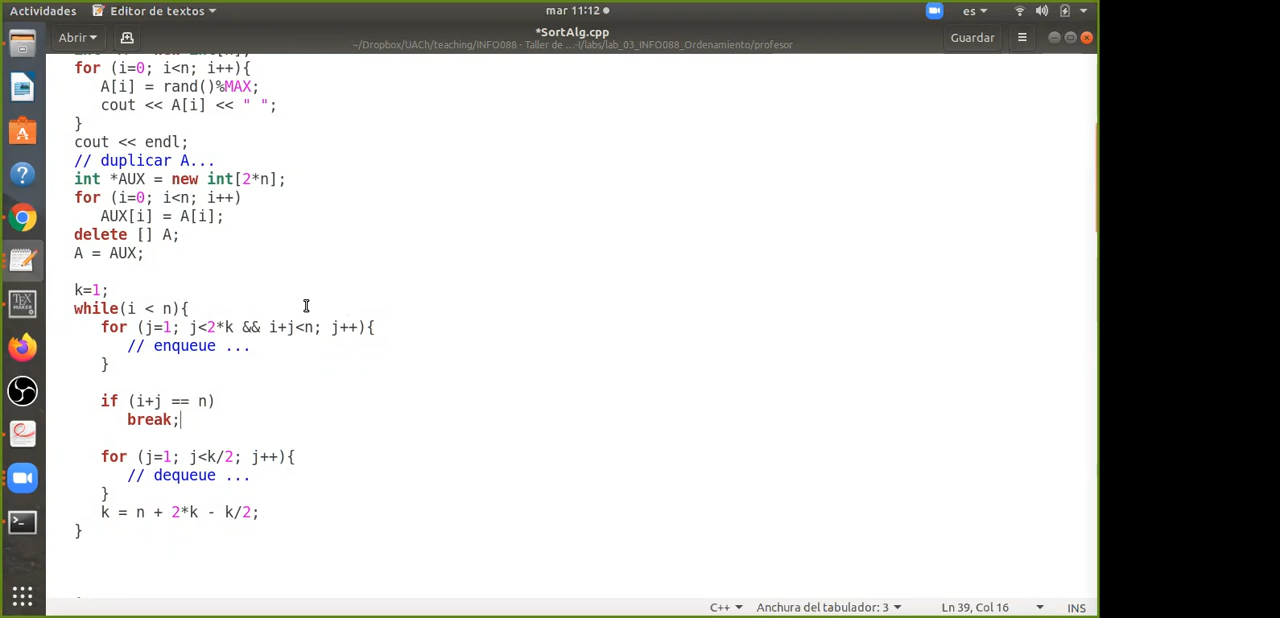 Actividades Editor de textos mar 11:12 es
Abrir *SortAlg.cpp Guardar
~/Dropbox/UACh/teaching/INFO088 - Taller de ...-I/labs/lab_03_INFO088_Ordenamiento/profesor
for (i=0; i<n; i++){
A[i] = rand()%MAX;
cout << A[i] << " ";
}
cout << endl;
// duplicar A...
int *AUX = new int[2*n];
for (i=0; i<n; i++)
AUX[i] = A[i];
delete [] A;
A = AUX;
k=1;
while(i < n){
for (j=1; j<2*k && i+j<n; j++){
// enqueue ...
}
if (i+j == n)
break;
for (j=1; j<k/2; j++){
// dequeue ...
}
k = n + 2*k - k/2;
}
C++ Anchura del tabulador: 3 Ln 39, Col 16 INS